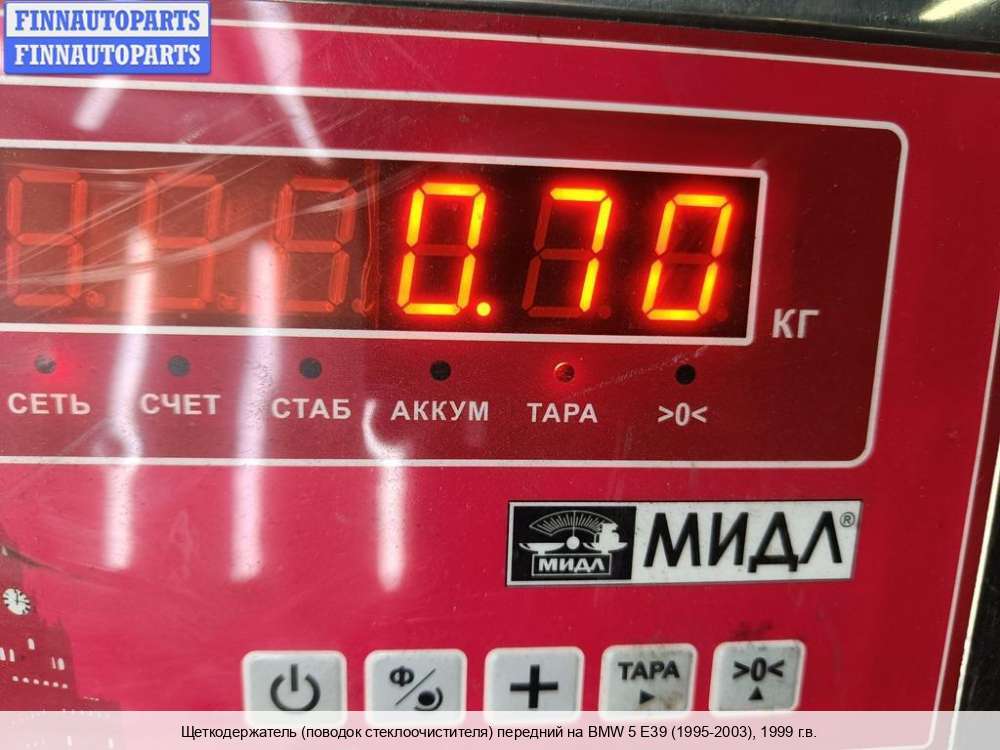 FINNAUTOPARTS
FINNAUTOPARTS
0.70
КГ
СЕТЬ СЧЕТ СТАБ АККУМ ТАРА >0<
МИДЛ МИДЛ®
Ф + ТАРА >0<
Щеткодержатель (поводок стеклоочистителя) передний на BMW 5 E39 (1995-2003), 1999 г.в.